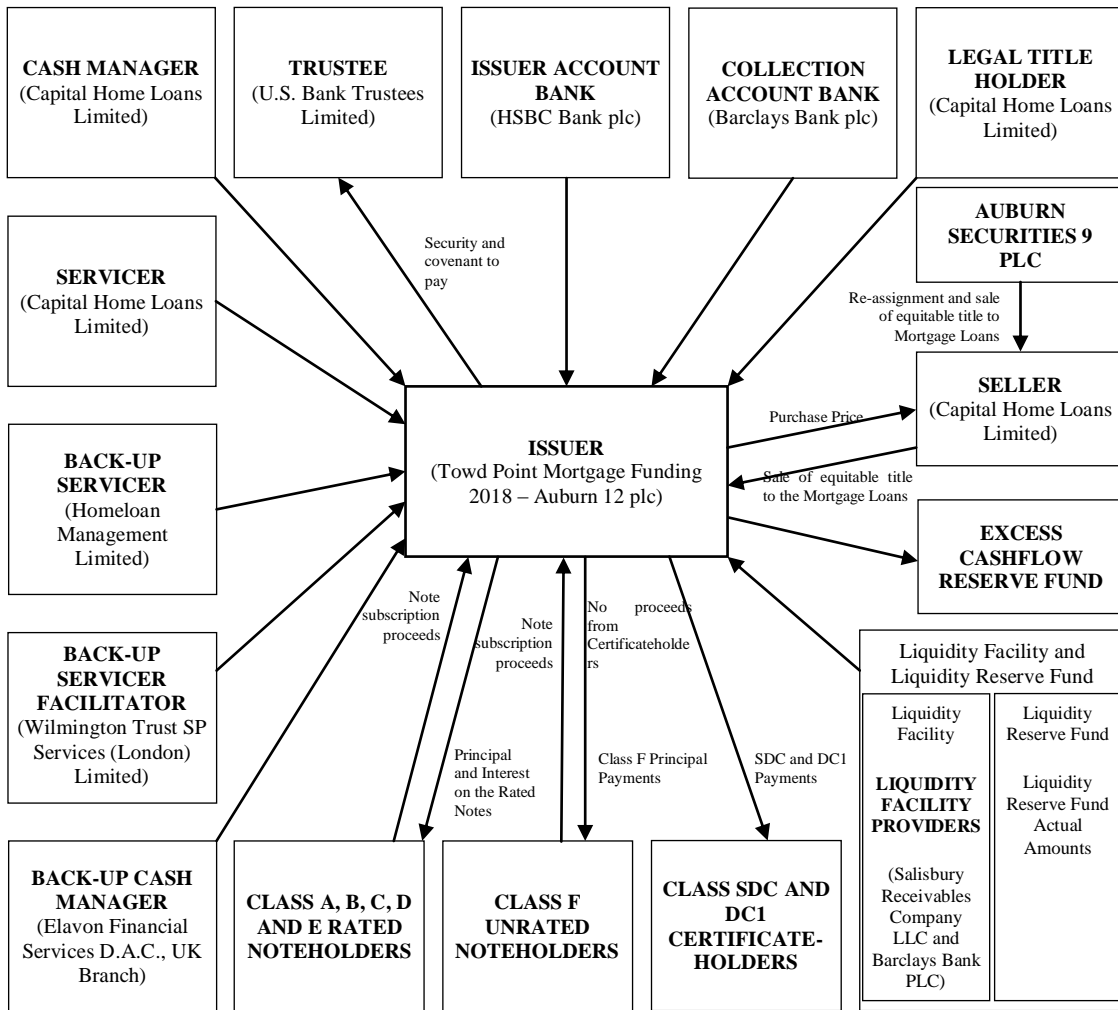 CASH MANAGER
(Capital Home Loans
Limited)
TRUSTEE
(U.S. Bank Trustees
Limited)
ISSUER ACCOUNT
BANK
(HSBC Bank plc)
COLLECTION
ACCOUNT BANK
(Barclays Bank plc)
LEGAL TITLE
HOLDER
(Capital Home Loans
Limited)
AUBURN
SECURITIES 9
PLC
Security and
covenant to
pay
SERVICER
(Capital Home Loans
Limited)
Re-assignment and sale
of equitable title to
Mortgage Loans
SELLER
(Capital Home Loans
Limited)
Purchase Price
ISSUER
(Towd Point Mortgage Funding
2018 – Auburn 12 plc)
Sale of equitable title
to the Mortgage Loans
BACK-UP
SERVICER
(Homeloan
Management
Limited)
EXCESS
CASHFLOW
RESERVE FUND
Note
subscription
proceeds
Note
subscription
proceeds
No proceeds
from
Certificateholde
rs
BACK-UP
SERVICER
FACILITATOR
(Wilmington Trust SP
Services (London)
Limited)
Principal
and Interest
on the Rated
Notes
Class F Principal
Payments
SDC and DC1
Payments
Liquidity Facility and
Liquidity Reserve Fund
Liquidity
Facility
LIQUIDITY
FACILITY
PROVIDERS
(Salisbury
Receivables
Company
LLC and
Barclays Bank
PLC)
Liquidity
Reserve Fund
Liquidity
Reserve Fund
Actual
Amounts
BACK-UP CASH
MANAGER
(Elavon Financial
Services D.A.C., UK
Branch)
CLASS A, B, C, D
AND E RATED
NOTEHOLDERS
CLASS F
UNRATED
NOTEHOLDERS
CLASS SDC AND
DC1
CERTIFICATE-
HOLDERS